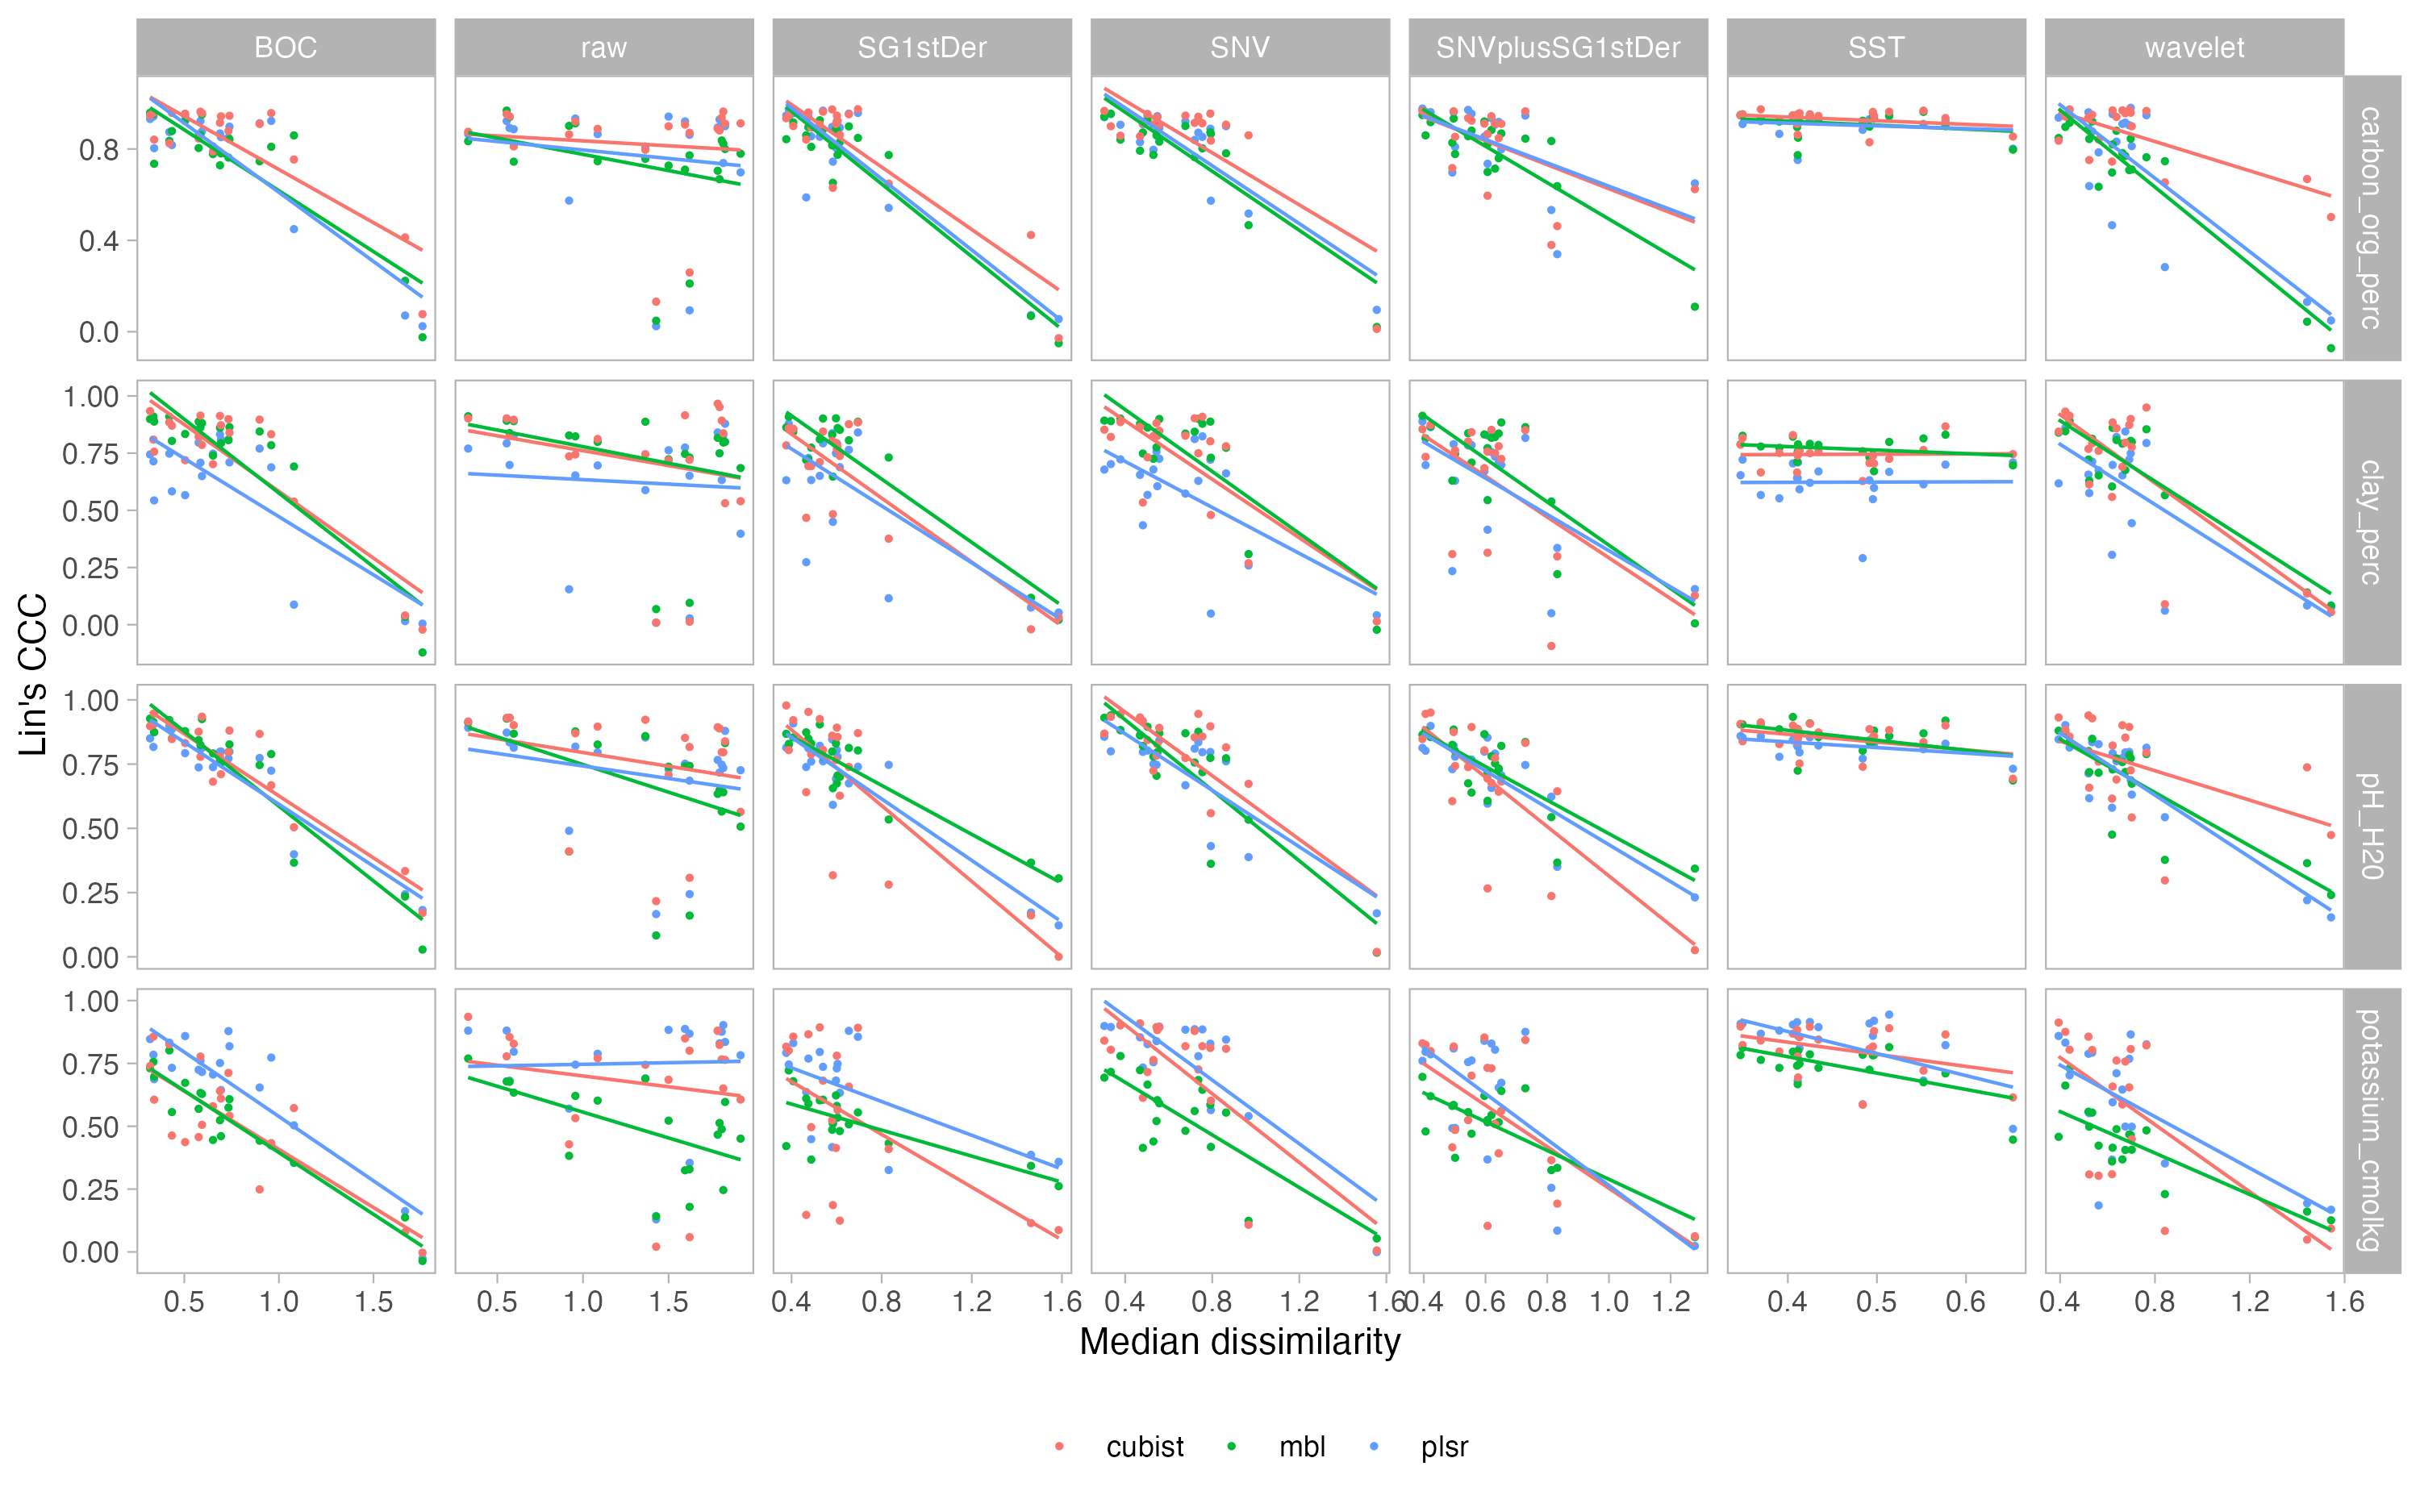 BOC raw SG1stDer SNV SNVplusSG1stDer SST wavelet
0.8
0.4
0.0
carbon_org_perc
1.00
0.75
0.50
0.25
0.00
clay_perc
1.00
0.75
0.50
0.25
0.00
pH_H20
1.00
0.75
0.50
0.25
0.00
potassium_cmolkg
Lin's CCC
0.5 1.0 1.5 0.5 1.0 1.5 0.4 0.8 1.2 1.6 0.4 0.8 1.2 1.6 0.4 0.6 0.8 1.0 1.2 0.4 0.5 0.6 0.4 0.8 1.2 1.6
Median dissimilarity
cubist mbl plsr